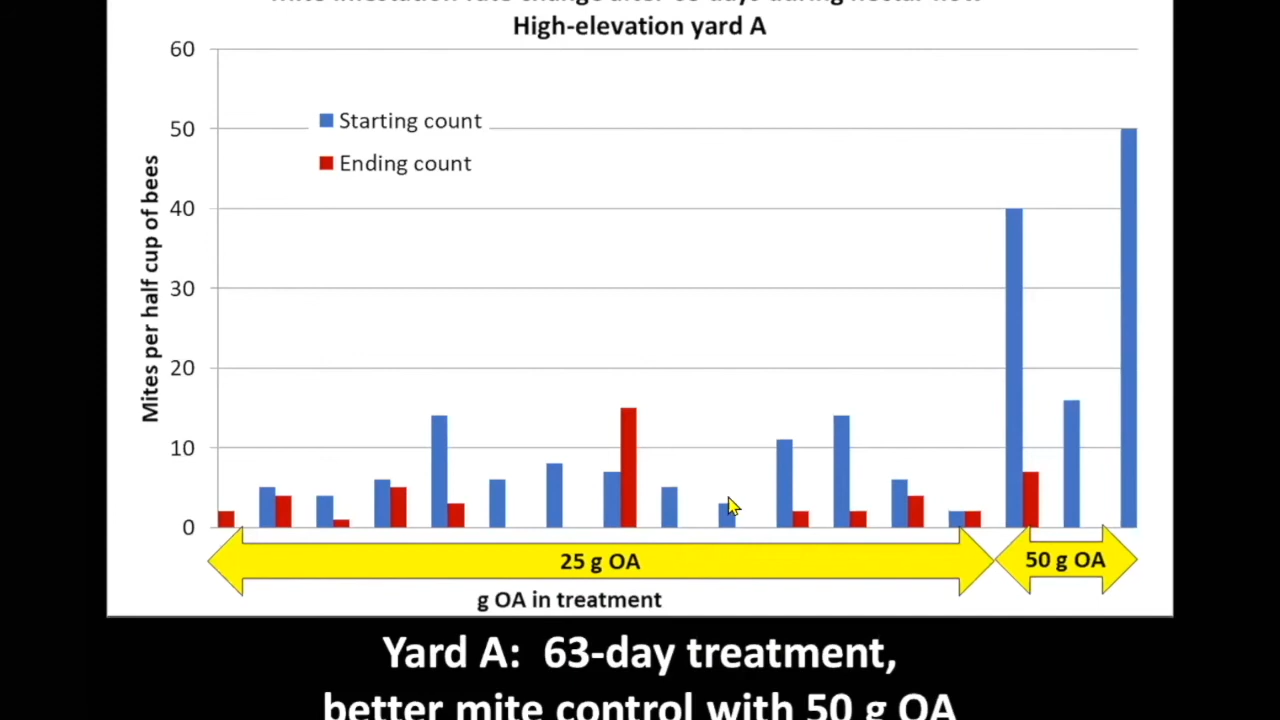 High-elevation yard A
60
50
40
30
20
10
0
Mites per half cup of bees
Starting count
Ending count
25 g OA
50 g OA
g OA in treatment
Yard A: 63-day treatment,
better mite control with 50 g OA